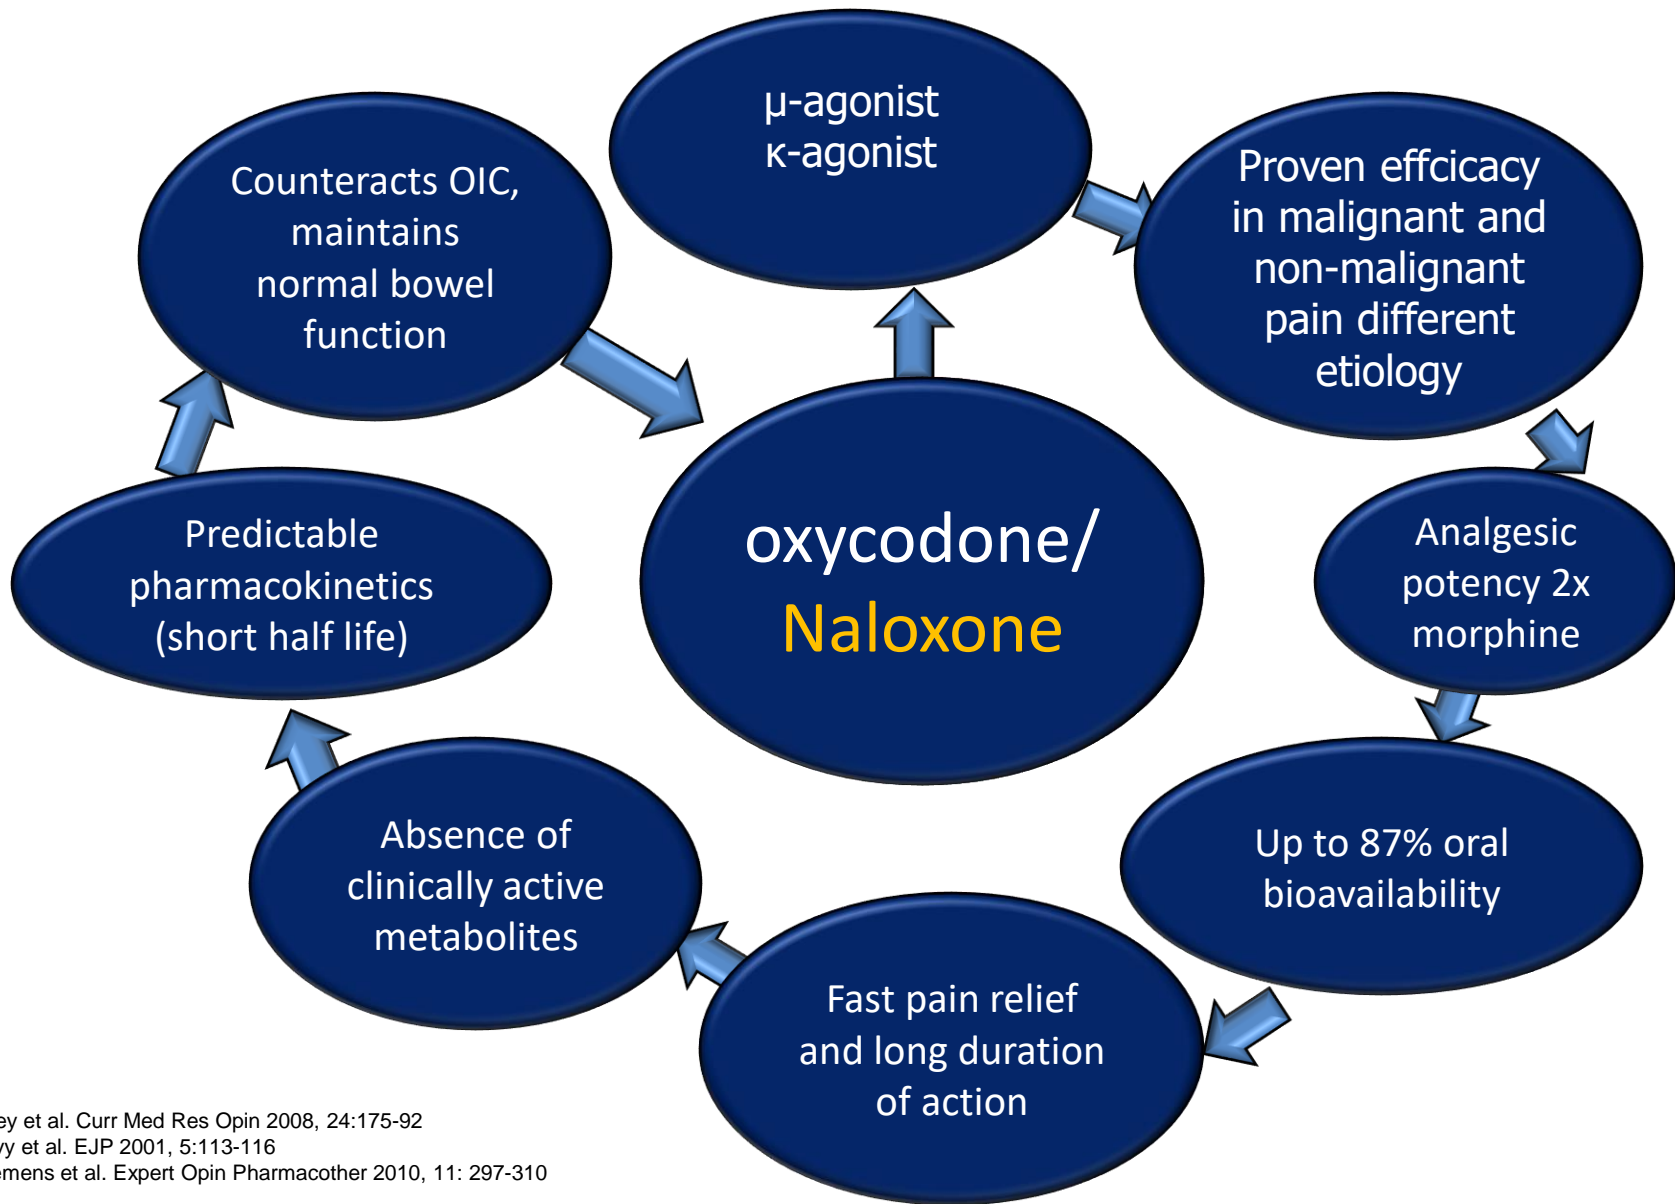 μ-agonist
κ-agonist
Proven effcicacy
in malignant and
non-malignant
pain different
etiology
Analgesic
potency 2x
morphine
Up to 87% oral
bioavailability
Fast pain relief
and long duration
of action
Absence of
clinically active
metabolites
Predictable
pharmacokinetics
(short half life)
Counteracts OIC,
maintains
normal bowel
function
oxycodone/
Naloxone
et al. Curr Med Res Opin 2008, 24:175-92
et al. EJP 2001, 5:113-116
et al. Expert Opin Pharmacother 2010, 11: 297-310